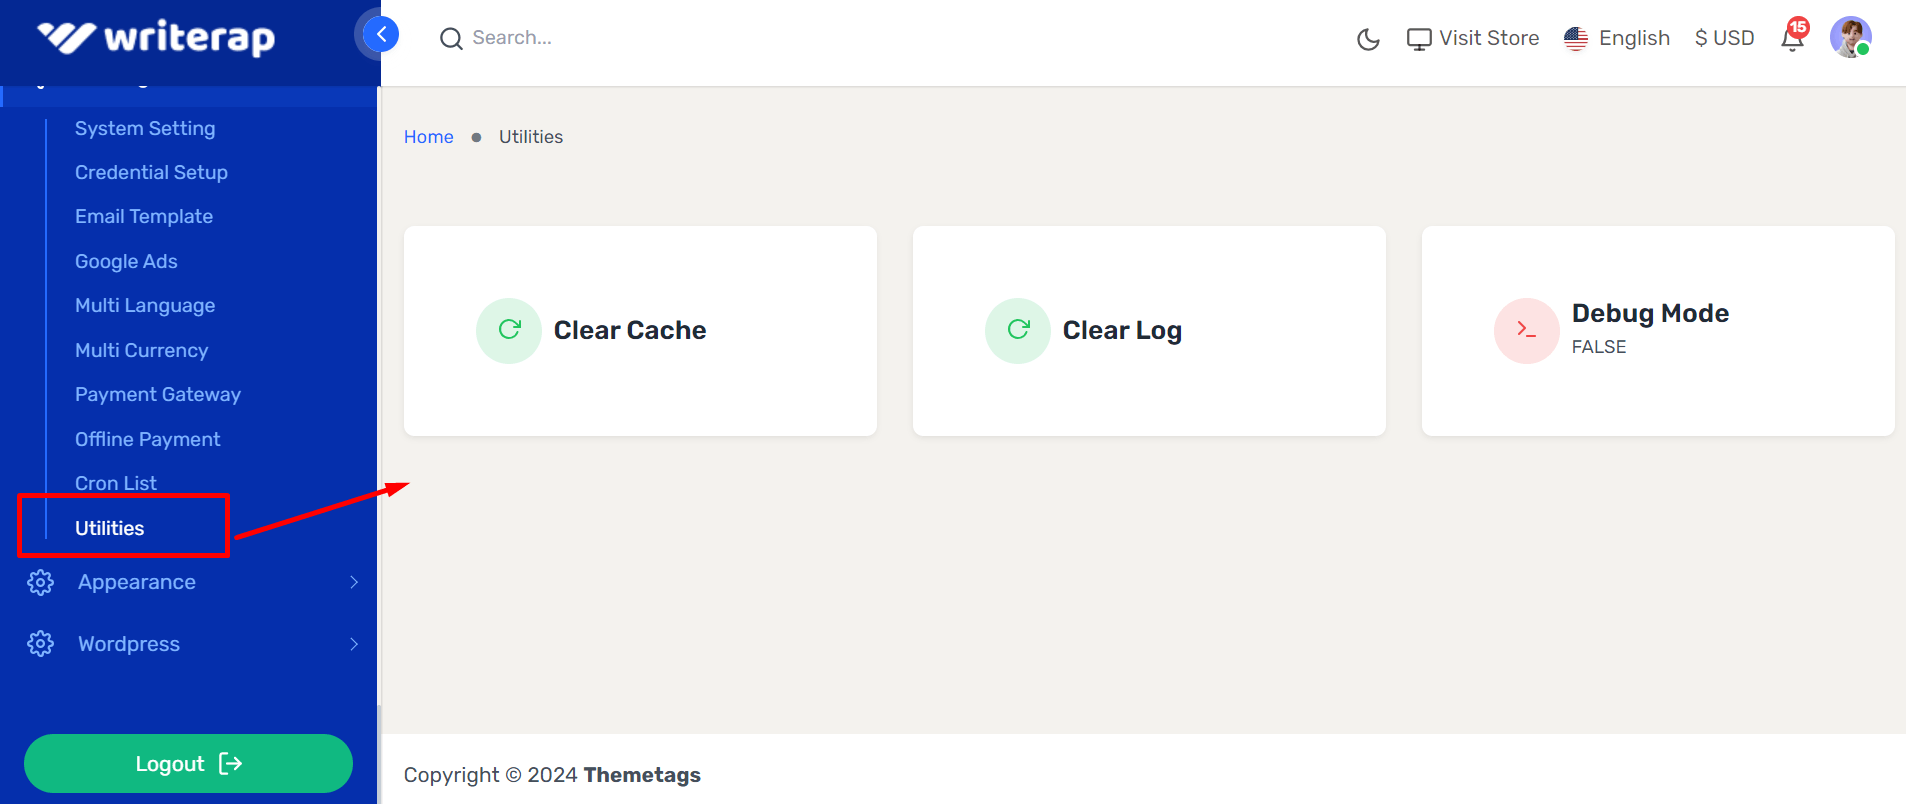 writerap
Search...
Visit Store
English
$ USD
15
System Setting
Credential Setup
Email Template
Google Ads
Multi Language
Multi Currency
Payment Gateway
Offline Payment
Cron List
Utilities
Appearance
Wordpress
Logout
Home ● Utilities
Clear Cache
Clear Log
Debug Mode
FALSE
Copyright © 2024 Themetags